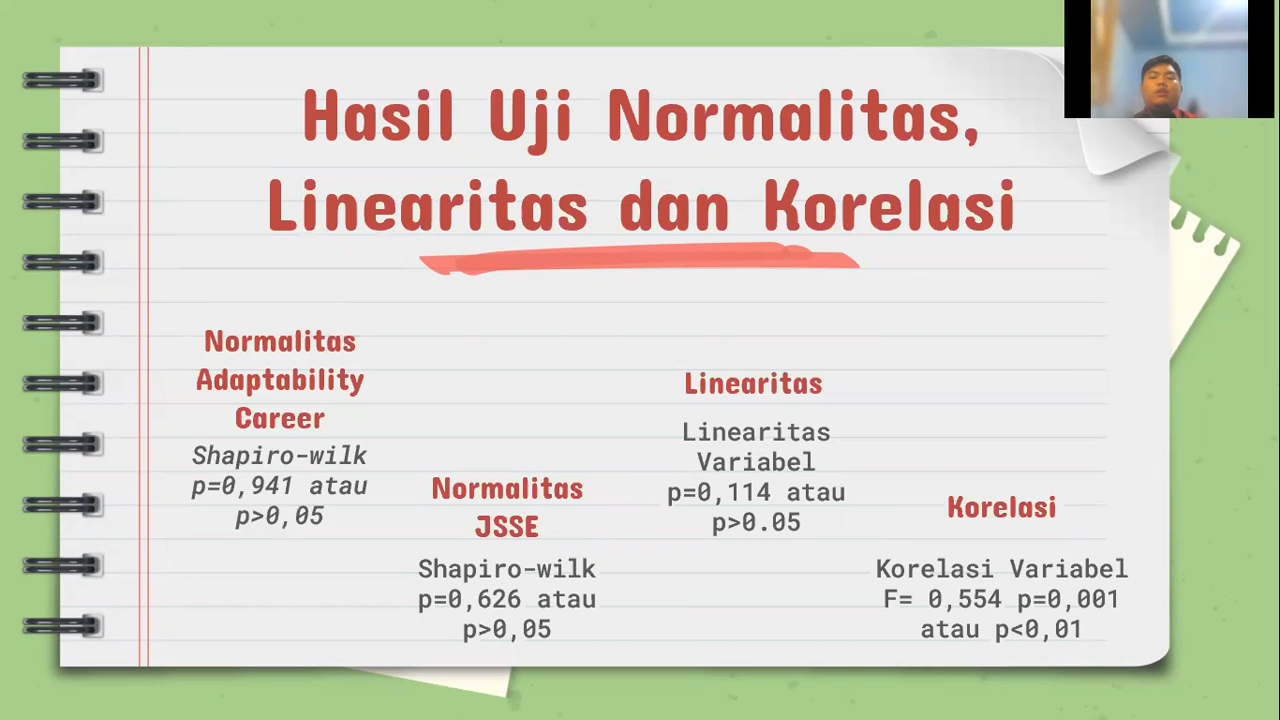 Hasil Uji Normalitas,
Linearitas dan Korelasi
Normalitas
Adaptability
Career
Shapiro-wilk
p=0,941 atau
p>0,05
Normalitas
JSSE
Shapiro-wilk
p=0,626 atau
p>0,05
Linearitas
Linearitas
Variabel
p=0,114 atau
p>0.05
Korelasi
Korelasi Variabel
F= 0,554 p=0,001
atau p<0,01